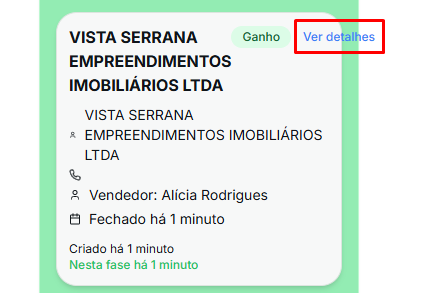 VISTA SERRANA
EMPREENDIMENTOS
IMOBILIÁRIOS LTDA
Ganho
Ver detalhes
VISTA SERRANA
EMPREENDIMENTOS IMOBILIÁRIOS
LTDA
Vendedor: Alícia Rodrigues
Fechado há 1 minuto
Criado há 1 minuto
Nesta fase há 1 minuto